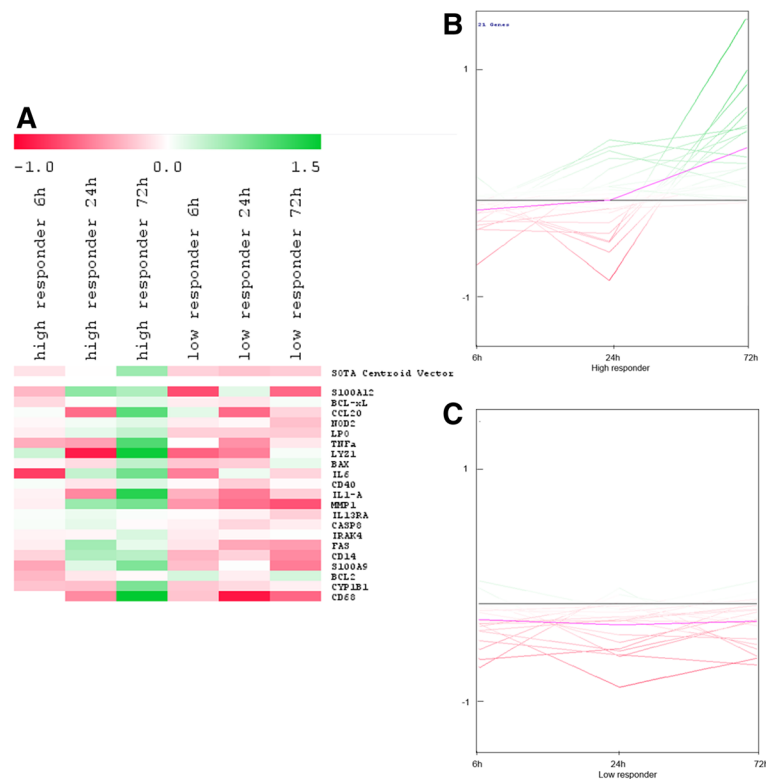 A
-1.0 0.0 1.5
high responder 6h
high responder 24h
high responder 72h
low responder 6h
low responder 24h
low responder 72h
SOTA Centroid Vector
S100A12
BCL-xL
CCL20
NOD2
LPO
TNFa
LYZ1
BAX
IL6
CD40
IL1-A
MMP1
IL13RA
CASP8
IRAK4
FAS
CD14
S100A9
BCL2
CYP1B1
CD68
B
21 Genes
1
-1
6h 24h 72h
High responder
C
1
-1
6h 24h 72h
Low responder